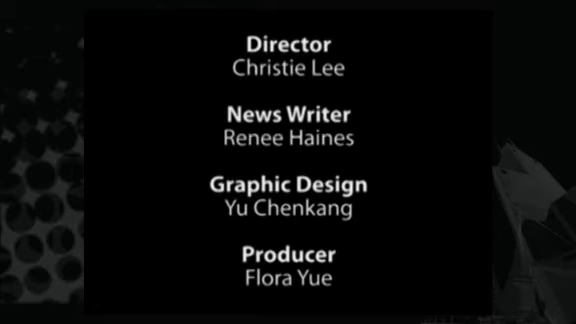 Director
Christie Lee
News Writer
Renee Haines
Graphic Design
Yu Chenkang
Producer
Flora Yue